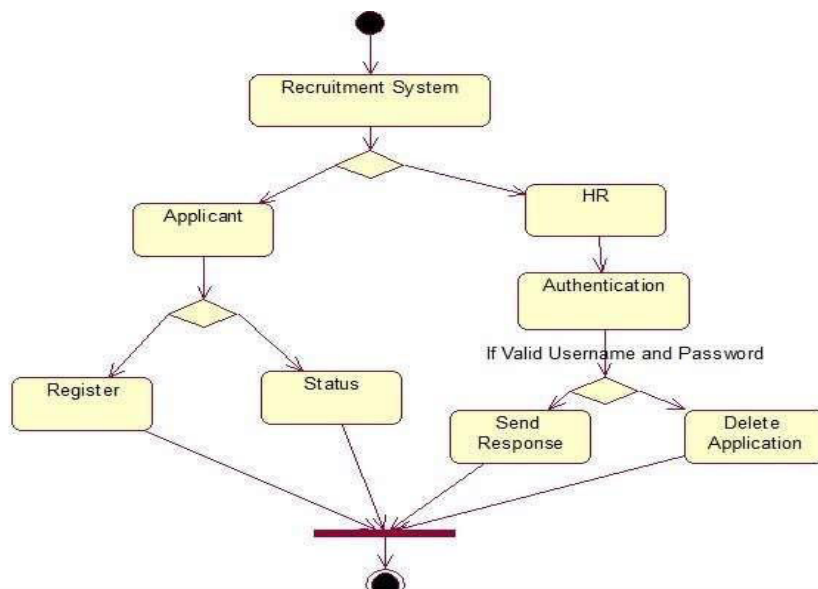 Recruitment System
Applicant
HR
Authentication
If Valid Username and Password
Register
Status
Send
Response
Delete
Application